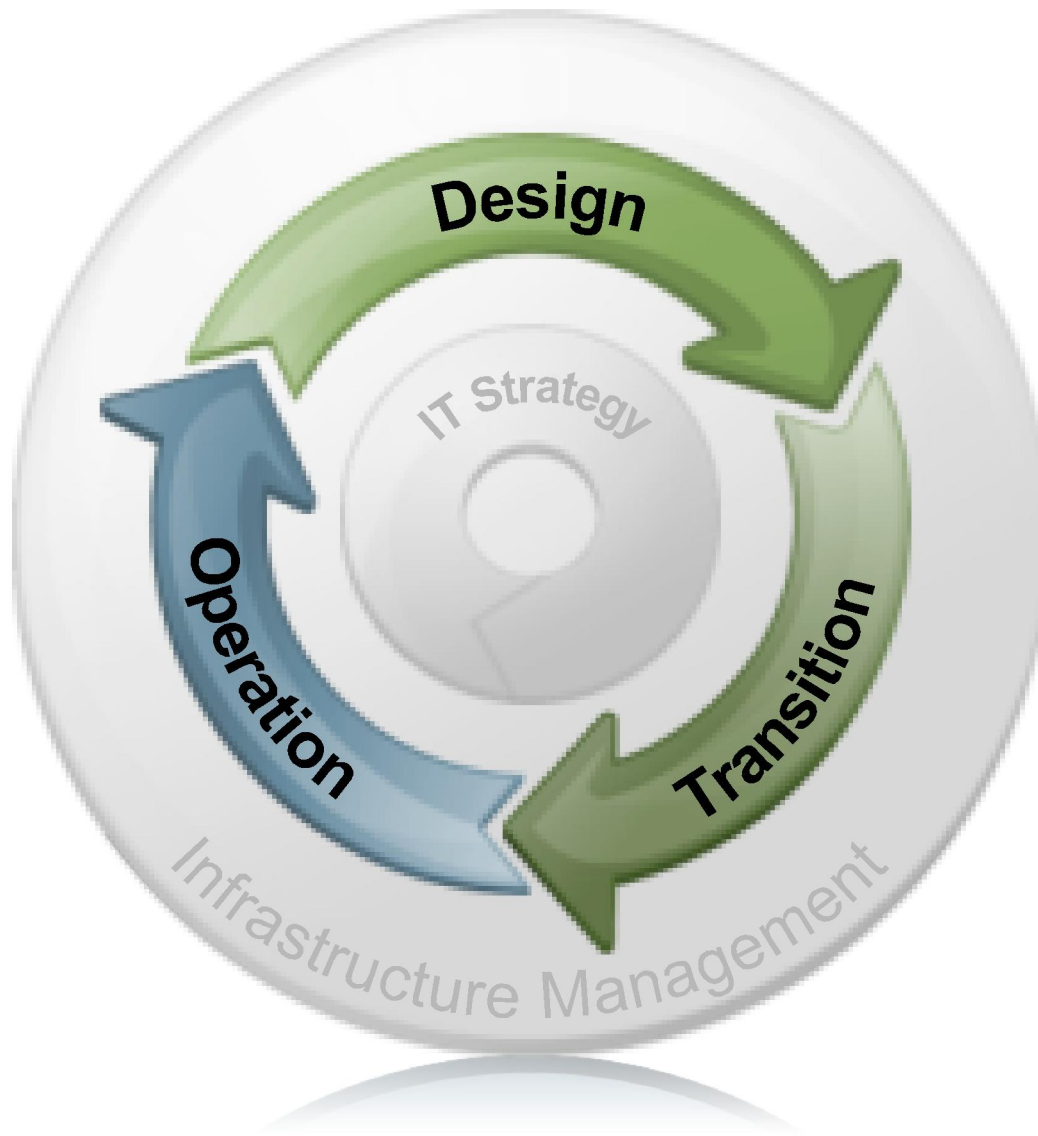 Design
IT Strategy
Operation
Transition
Infrastructure Management